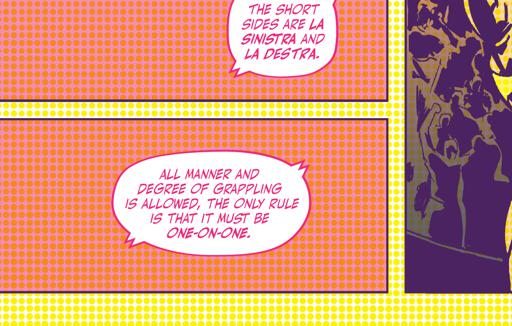 THE SHORT
SIDES ARE LA
SINISTRA AND
LA DESTRA.
ALL MANNER AND
DEGREE OF GRAPPLING
IS ALLOWED, THE ONLY RULE
IS THAT IT MUST BE
ONE-ON-ONE.